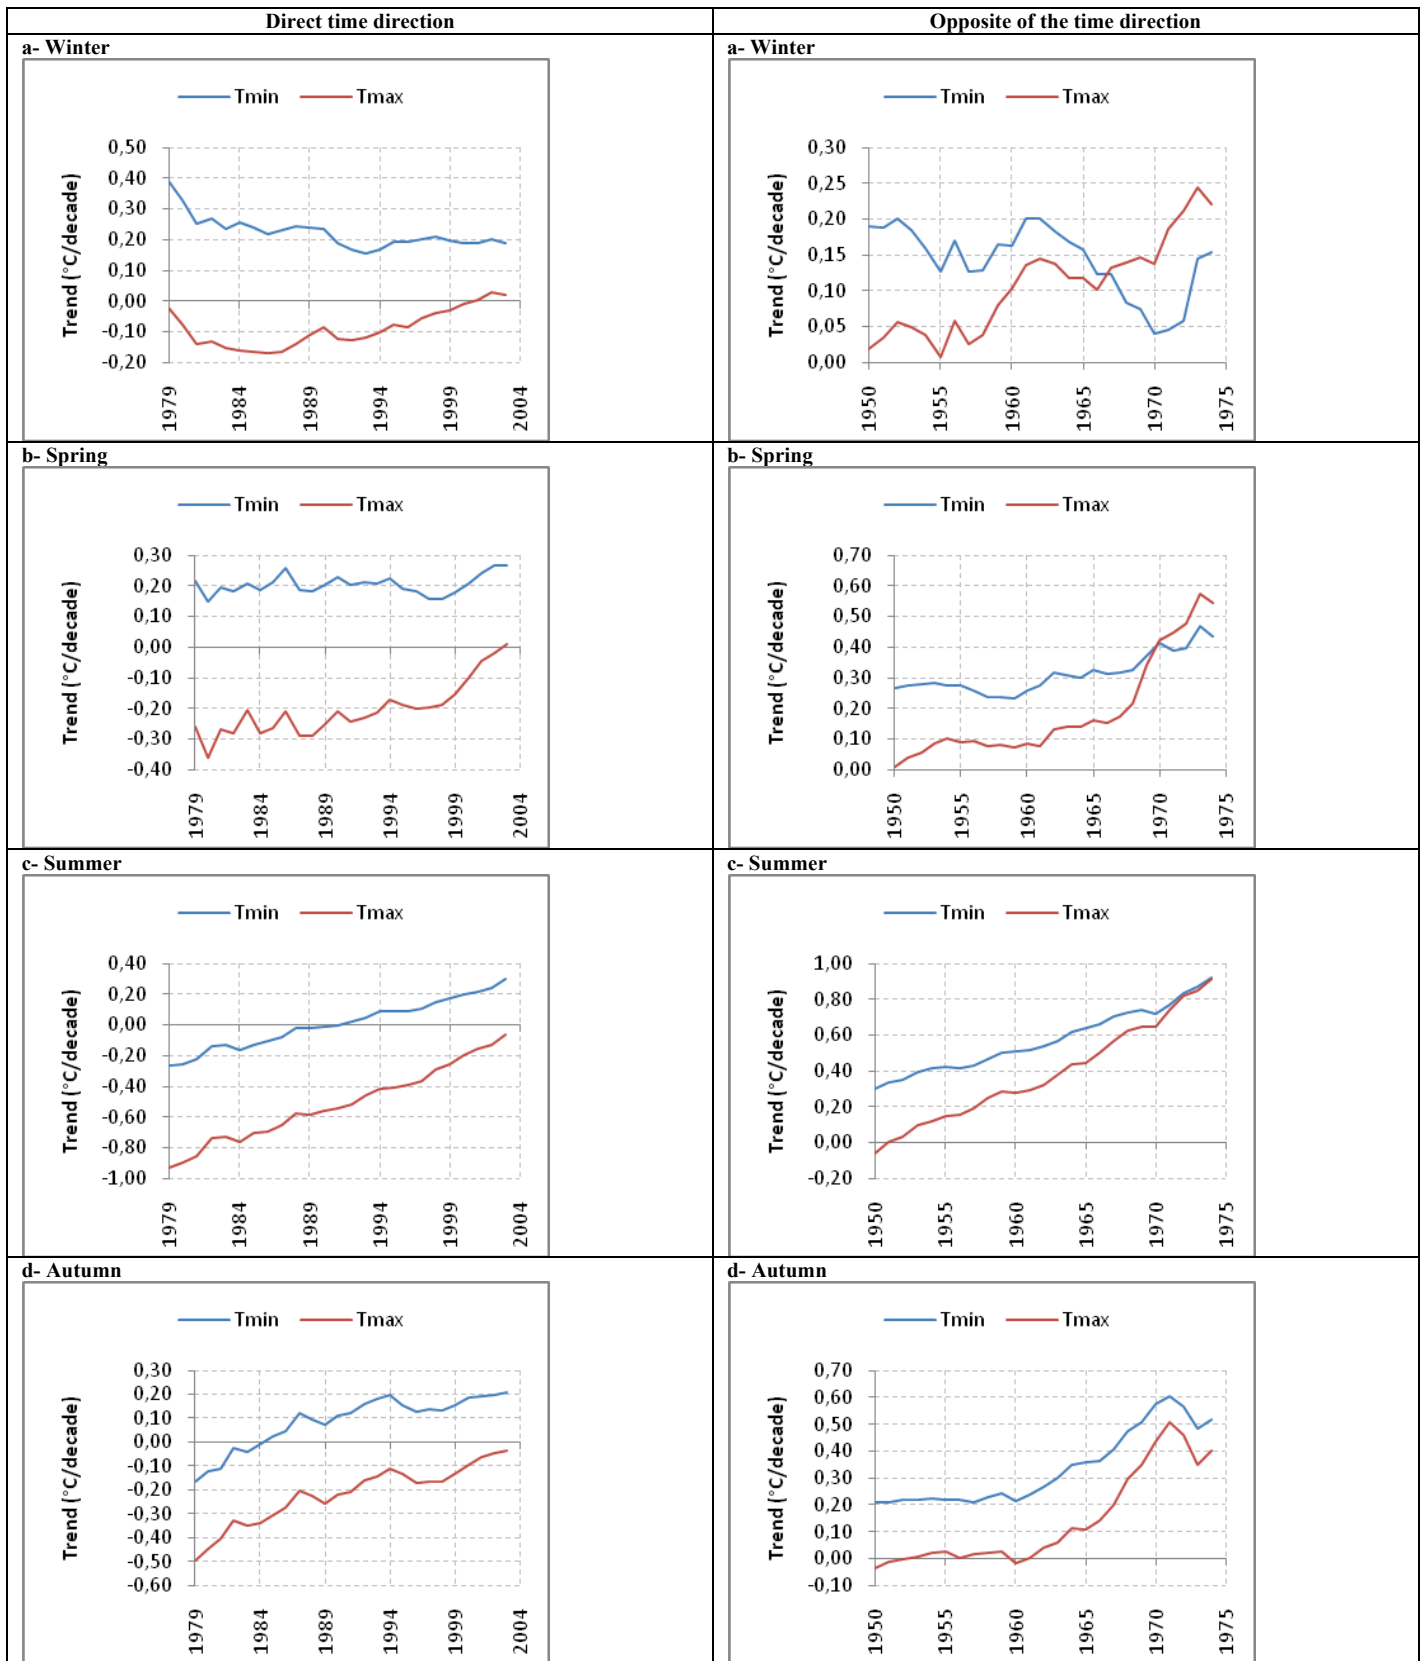 Direct time direction
Opposite of the time direction
a- Winter
Tmin Tmax
Trend (°C/decade)
0,50
0,40
0,30
0,20
0,10
0,00
-0,10
-0,20
1979 1984 1989 1994 1999 2004
a- Winter
Tmin Tmax
Trend (°C/decade)
0,30
0,25
0,20
0,15
0,10
0,05
0,00
1950 1955 1960 1965 1970 1975
b- Spring
Tmin Tmax
Trend (°C/decade)
0,30
0,20
0,10
0,00
-0,10
-0,20
-0,30
-0,40
1979 1984 1989 1994 1999 2004
b- Spring
Tmin Tmax
Trend (°C/decade)
0,70
0,60
0,50
0,40
0,30
0,20
0,10
0,00
1950 1955 1960 1965 1970 1975
c- Summer
Tmin Tmax
Trend (°C/decade)
0,40
0,20
0,00
-0,20
-0,40
-0,60
-0,80
-1,00
1979 1984 1989 1994 1999 2004
c- Summer
Tmin Tmax
Trend (°C/decade)
1,00
0,80
0,60
0,40
0,20
0,00
-0,20
1950 1955 1960 1965 1970 1975
d- Autumn
Tmin Tmax
Trend (°C/decade)
0,30
0,20
0,10
0,00
-0,10
-0,20
-0,30
-0,40
-0,50
-0,60
1979 1984 1989 1994 1999 2004
d- Autumn
Tmin Tmax
Trend (°C/decade)
0,70
0,60
0,50
0,40
0,30
0,20
0,10
0,00
-0,10
1950 1955 1960 1965 1970 1975